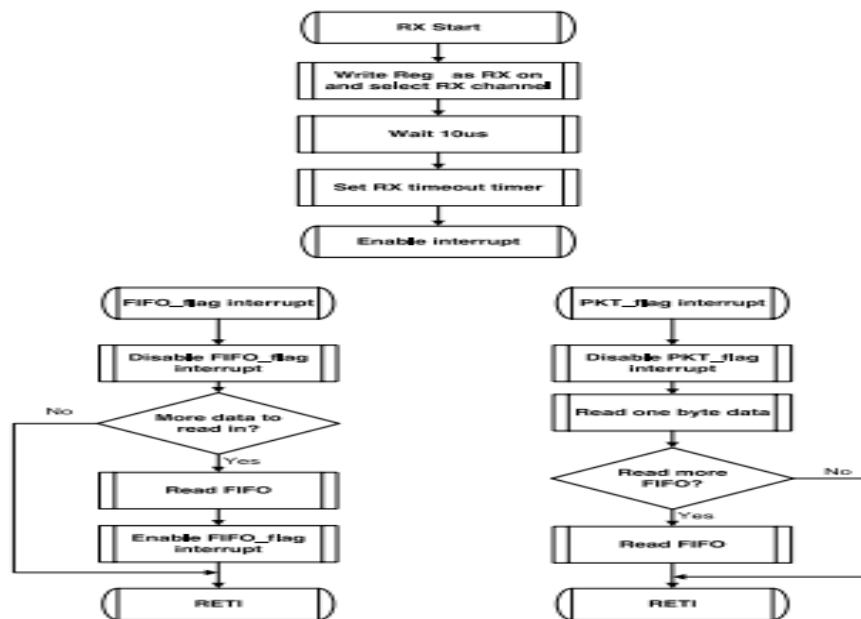 RX Start
Write Reg as RX on
and select RX channel
Wait 10us
Set RX timeout timer
Enable interrupt
FIFO_flag interrupt
Disable FIFO_flag
interrupt
No
More data to
read in?
Yes
Read FIFO
Enable FIFO_flag
interrupt
RETI
PKT_flag interrupt
Disable PKT_flag
interrupt
Read one byte data
Read more
FIFO?
No
Yes
Read FIFO
RETI